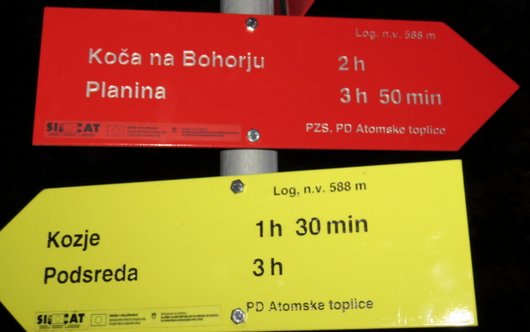 Log, n.v. 588 m
Koča na Bohorju 2 h
Planina 3 h 50 min
PZS, PD Atomske toplice
Log, n.v. 588 m
Kozje 1 h 30 min
Podsreda 3 h
PD Atomske toplice